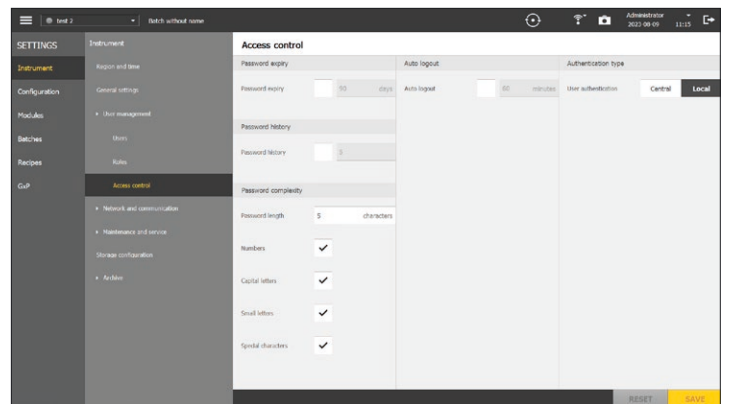 test 2
Batch without name
Administrator
2023-08-09 11:15
SETTINGS
Instrument
Configuration
Modules
Batches
Recipes
GxP
Instrument
Region and time
General settings
User management
Users
Roles
Access control
Network and communication
Maintenance and service
Storage configuration
Archive
Access control
Password expiry
Password expiry 90 days
Password history
Password history 5
Password complexity
Password length 5 characters
Numbers
Capital letters
Small letters
Special characters
Auto logout
Auto logout 60 minutes
Authentication type
User authentication Central Local
RESET SAVE